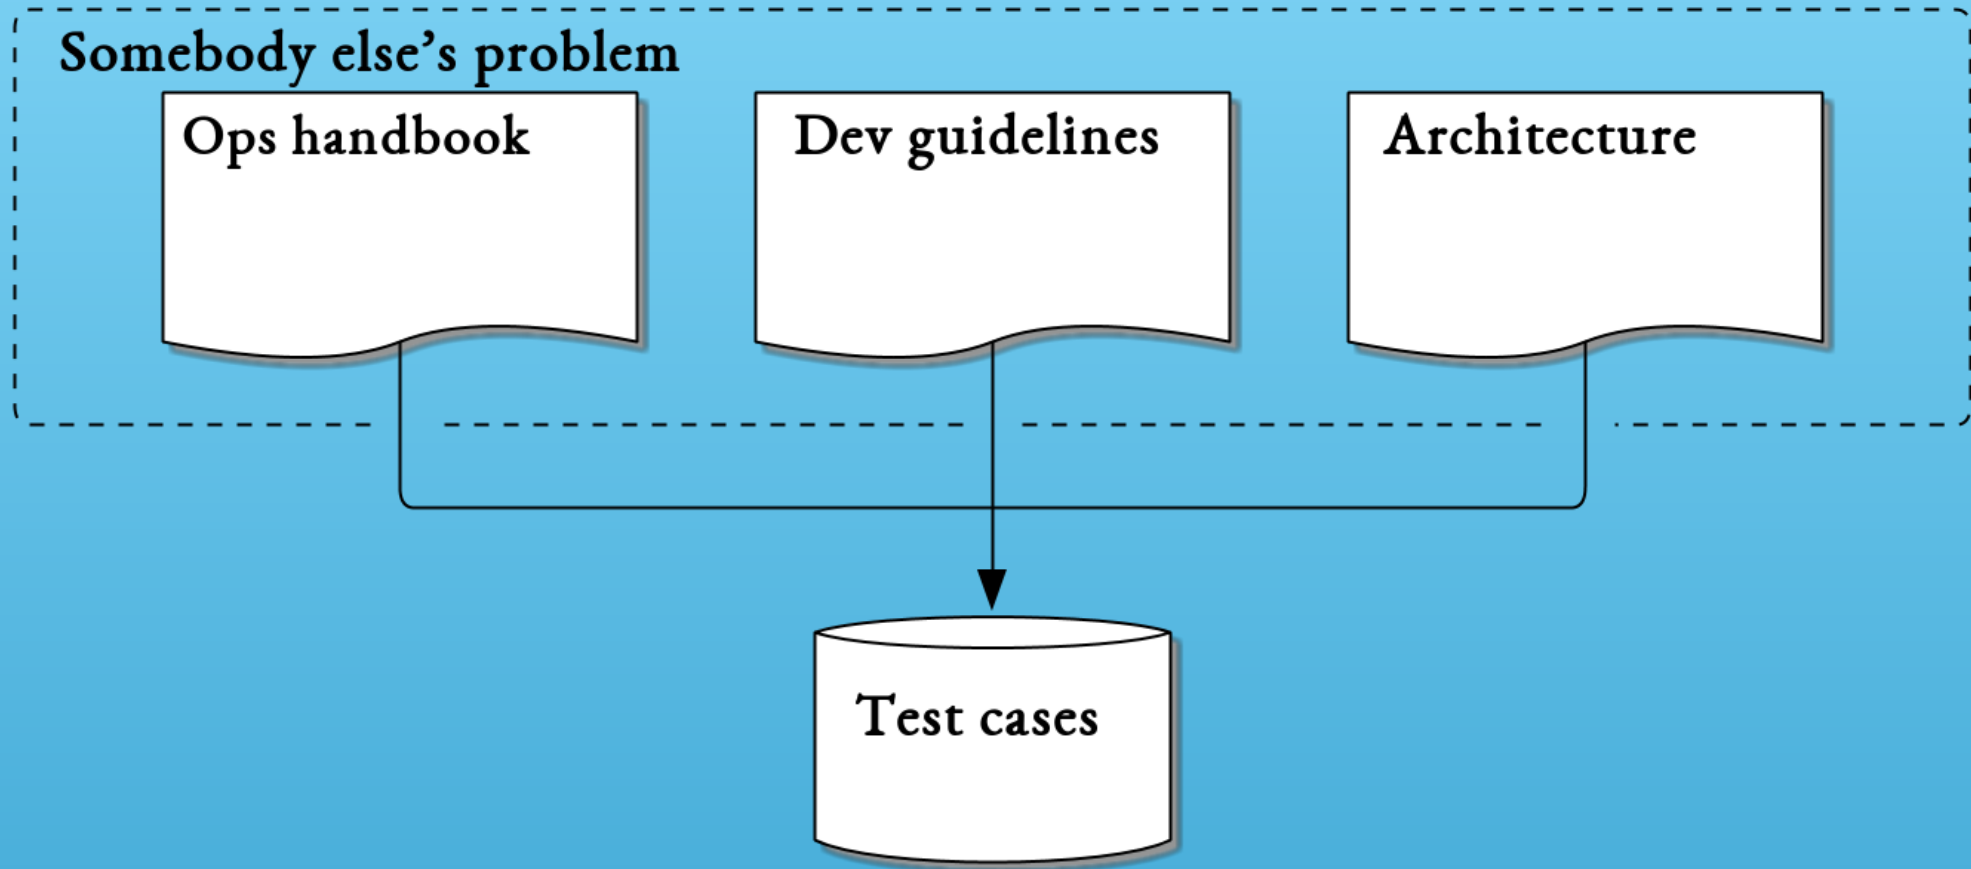 Somebody else’s problem
Ops handbook
Dev guidelines
Architecture
Test cases